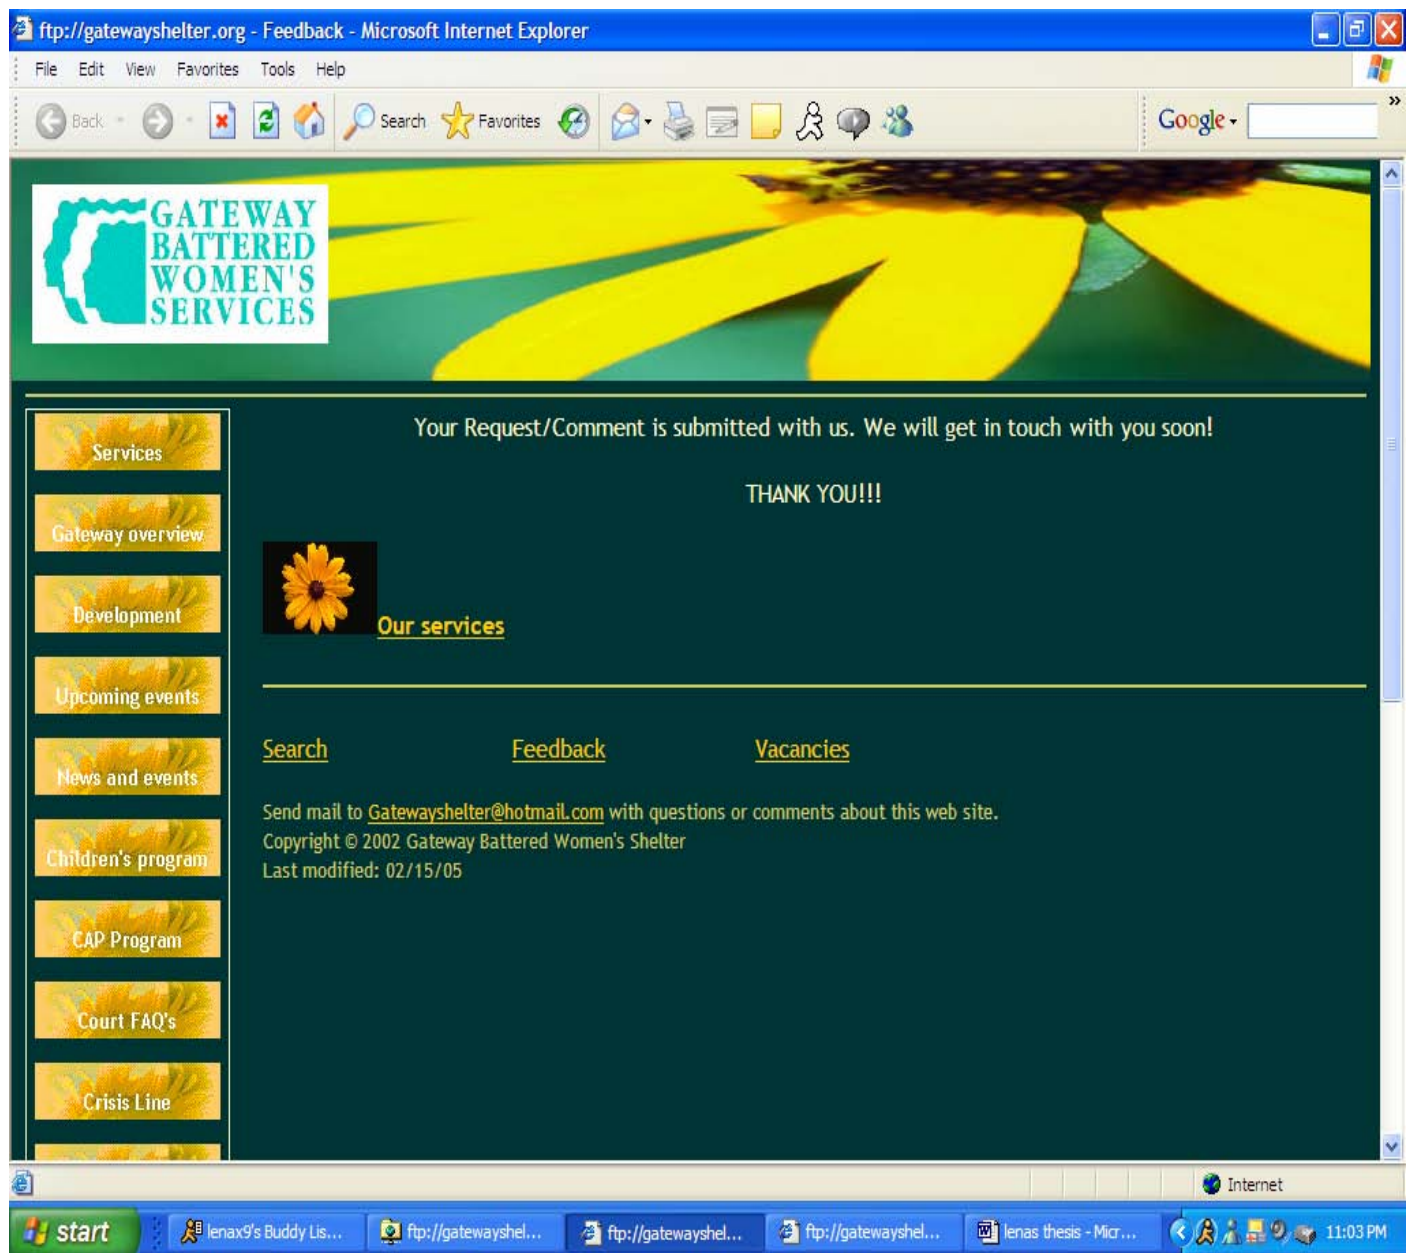 ftp://gatewayshelter.org - Feedback - Microsoft Internet Explorer
File Edit View Favorites Tools Help
Back Search Favorites Google
»
GATEWAY
BATTERED
WOMEN'S
SERVICES
Services
Gateway overview
Development
Upcoming events
News and events
Children's program
CAP Program
Court FAQ's
Crisis Line
Your Request/Comment is submitted with us. We will get in touch with you soon!
THANK YOU!!!
Our services
Search Feedback Vacancies
Send mail to Gatewayshelter@hotmail.com with questions or comments about this web site.
Copyright © 2002 Gateway Battered Women's Shelter
Last modified: 02/15/05
Internet
start lenax9's Buddy Lis... ftp://gatewayshel... ftp://gatewayshel... ftp://gatewayshel... lenas thesis - Micr... 11:03 PM